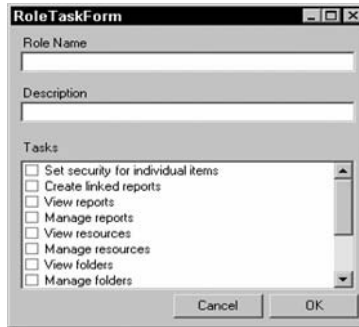 RoleTaskForm
Role Name
Description
Tasks
Set security for individual items
Create linked reports
View reports
Manage reports
View resources
Manage resources
View folders
Manage folders
Cancel OK